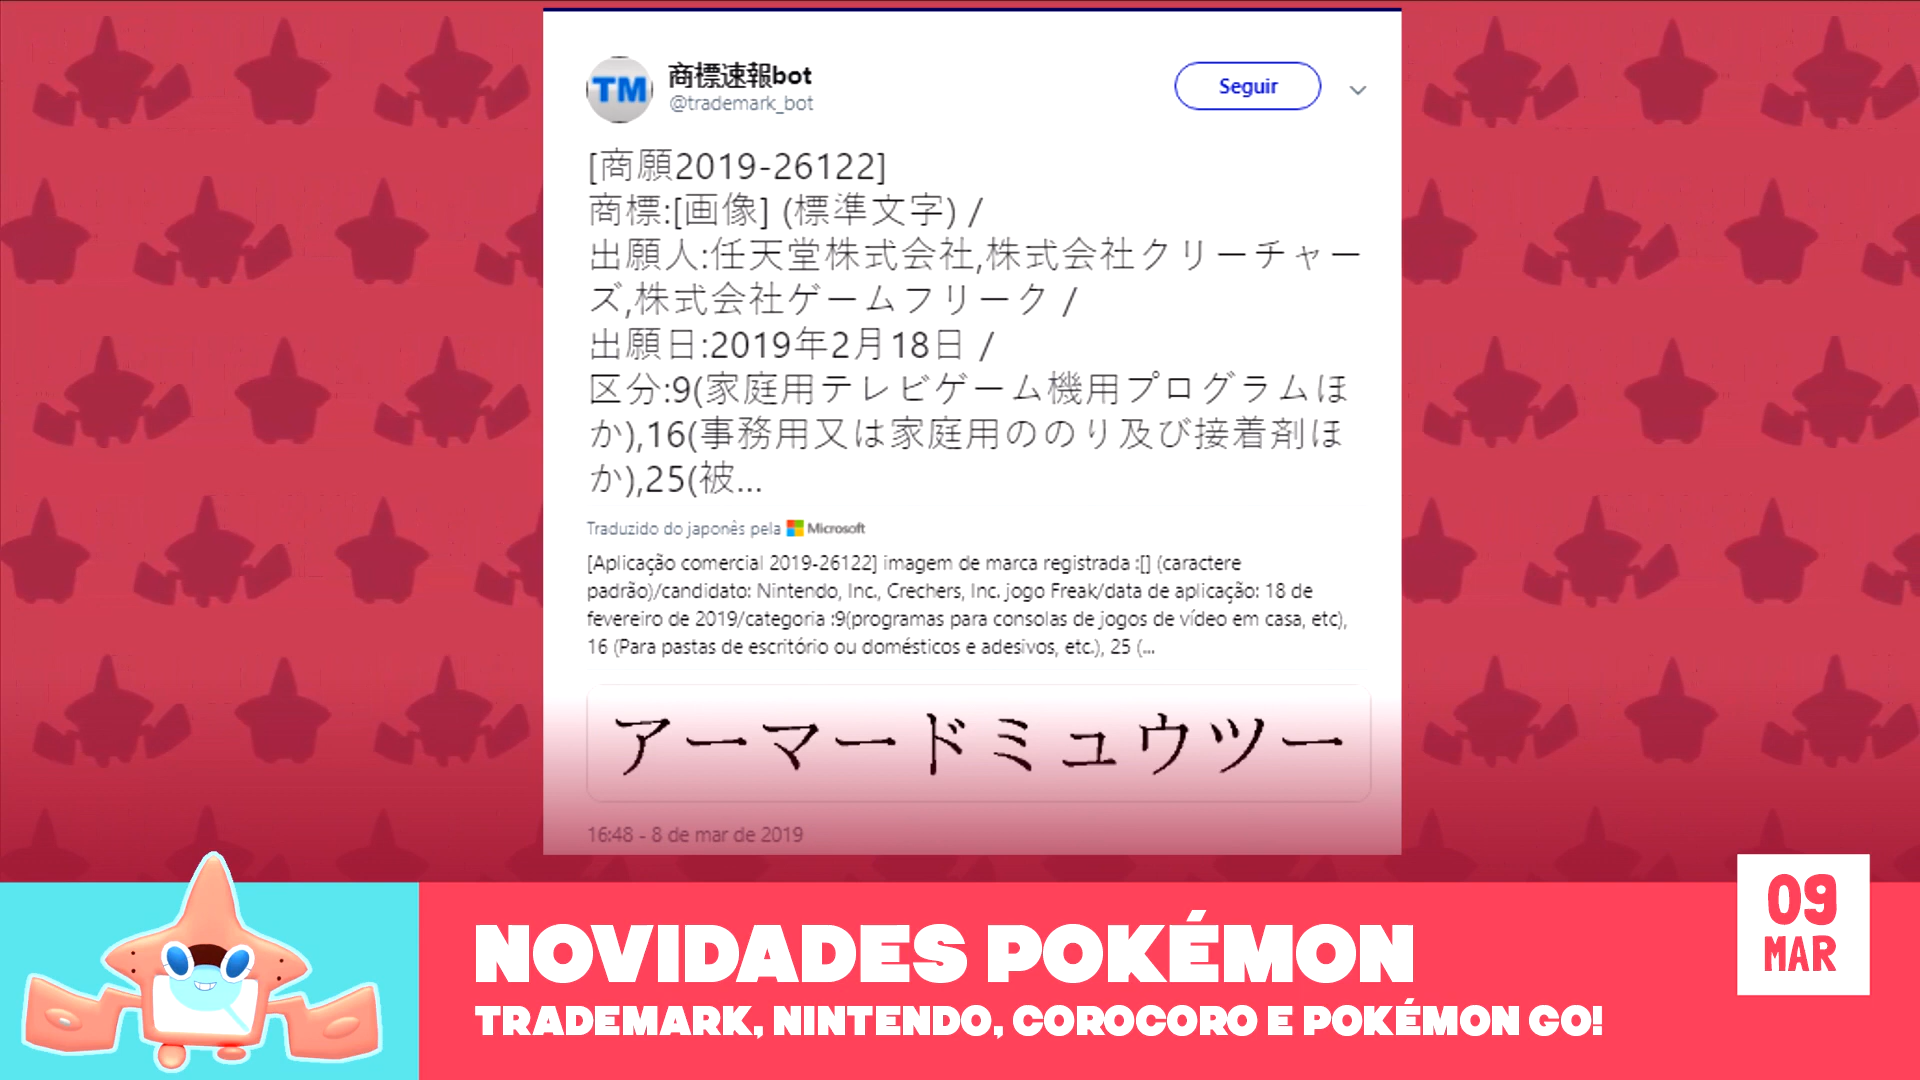 TM
商標速報bot
@trademark_bot
Seguir
[商願2019-26122]
商標:[画像] (標準文字) /
出願人:任天堂株式会社,株式会社クリーチャー
ズ,株式会社ゲームフリーク /
出願日:2019年2月18日 /
区分:9(家庭用テレビゲーム機用プログラムほ
か),16(事務用又は家庭用ののり及び接着剤ほ
か),25(被...
Traduzido do japonês pela Microsoft
[Aplicação comercial 2019-26122] imagem de marca registrada :[] (caractere
padrão)/candidato: Nintendo, Inc., Crechers, Inc. jogo Freak/data de aplicação: 18 de
fevereiro de 2019/categoria :9(programas para consolas de jogos de vídeo em casa, etc),
16 (Para pastas de escritório ou domésticos e adesivos, etc.), 25 (...
アーマードミュウツー
16:48 - 8 de mar de 2019
NOVIDADES POKÉMON
TRADEMARK, NINTENDO, COROCORO E POKÉMON GO!
09
MAR